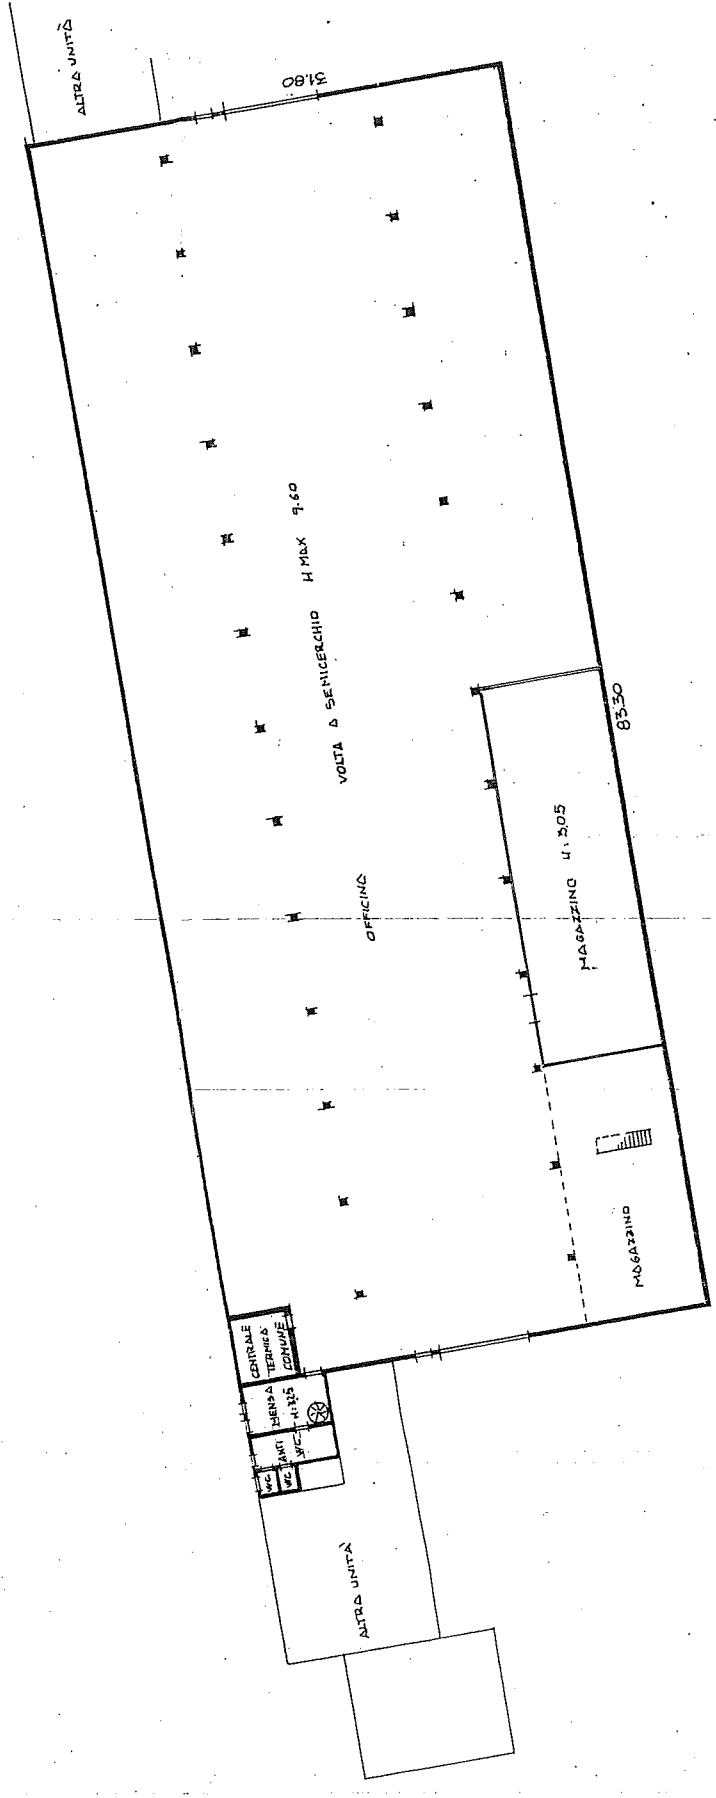 ALTRA UNITÀ
31.80
VOLTA A SEMICERCHIO H MAX 9.60
83.30
OFFICINA
MAGAZZINO H: 3,05
MAGAZZINO
CENTRALE
TERMICA
COMUNE
MENSA
H: 3,25
ANTI
WC
WC
WC
ALTRA UNITÀ